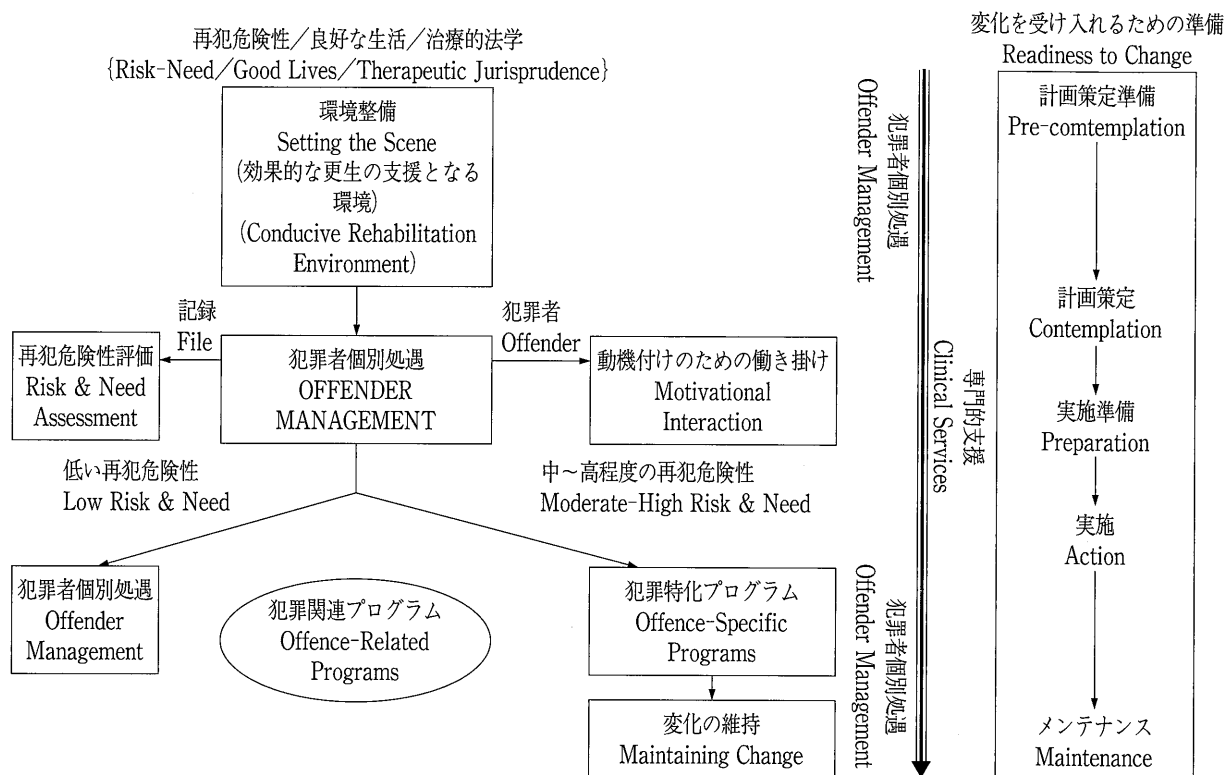 再犯危険性／良好な生活／治療的法学
{Risk-Need／Good Lives／Therapeutic Jurisprudence}
環境整備
Setting the Scene
(効果的な更生の支援となる
環境)
(Conducive Rehabilitation
Environment)
記録
File
犯罪者
Offender
再犯危険性評価
Risk & Need
Assessment
犯罪者個別処遇
OFFENDER
MANAGEMENT
動機付けのための働き掛け
Motivational
Interaction
低い再犯危険性
Low Risk & Need
中～高程度の再犯危険性
Moderate-High Risk & Need
犯罪者個別処遇
Offender
Management
犯罪関連プログラム
Offence-Related
Programs
犯罪特化プログラム
Offence-Specific
Programs
変化の維持
Maintaining Change
犯罪者個別処遇
Offender Management
専門的支援
Clinical Services
犯罪者個別処遇
Offender Management
変化を受け入れるための準備
Readiness to Change
計画策定準備
Pre-comtemplation
計画策定
Contemplation
実施準備
Preparation
実施
Action
メンテナンス
Maintenance